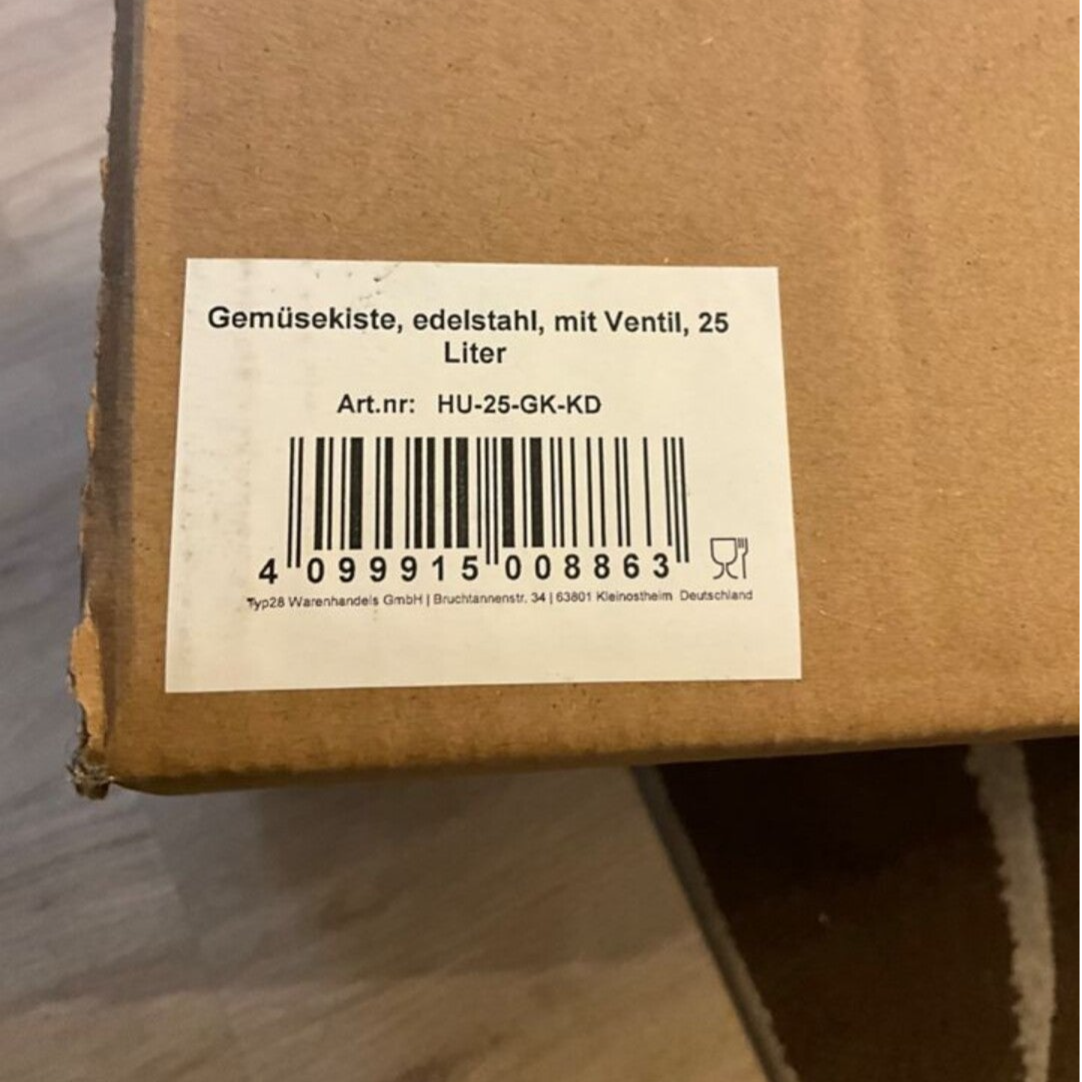 Gemüsekiste, edelstahl, mit Ventil, 25
Liter
Art.nr: HU-25-GK-KD
4 099915 008863
Typ28 Warenhandels GmbH | Bruchtannenstr. 34 | 63801 Kleinostheim Deutschland